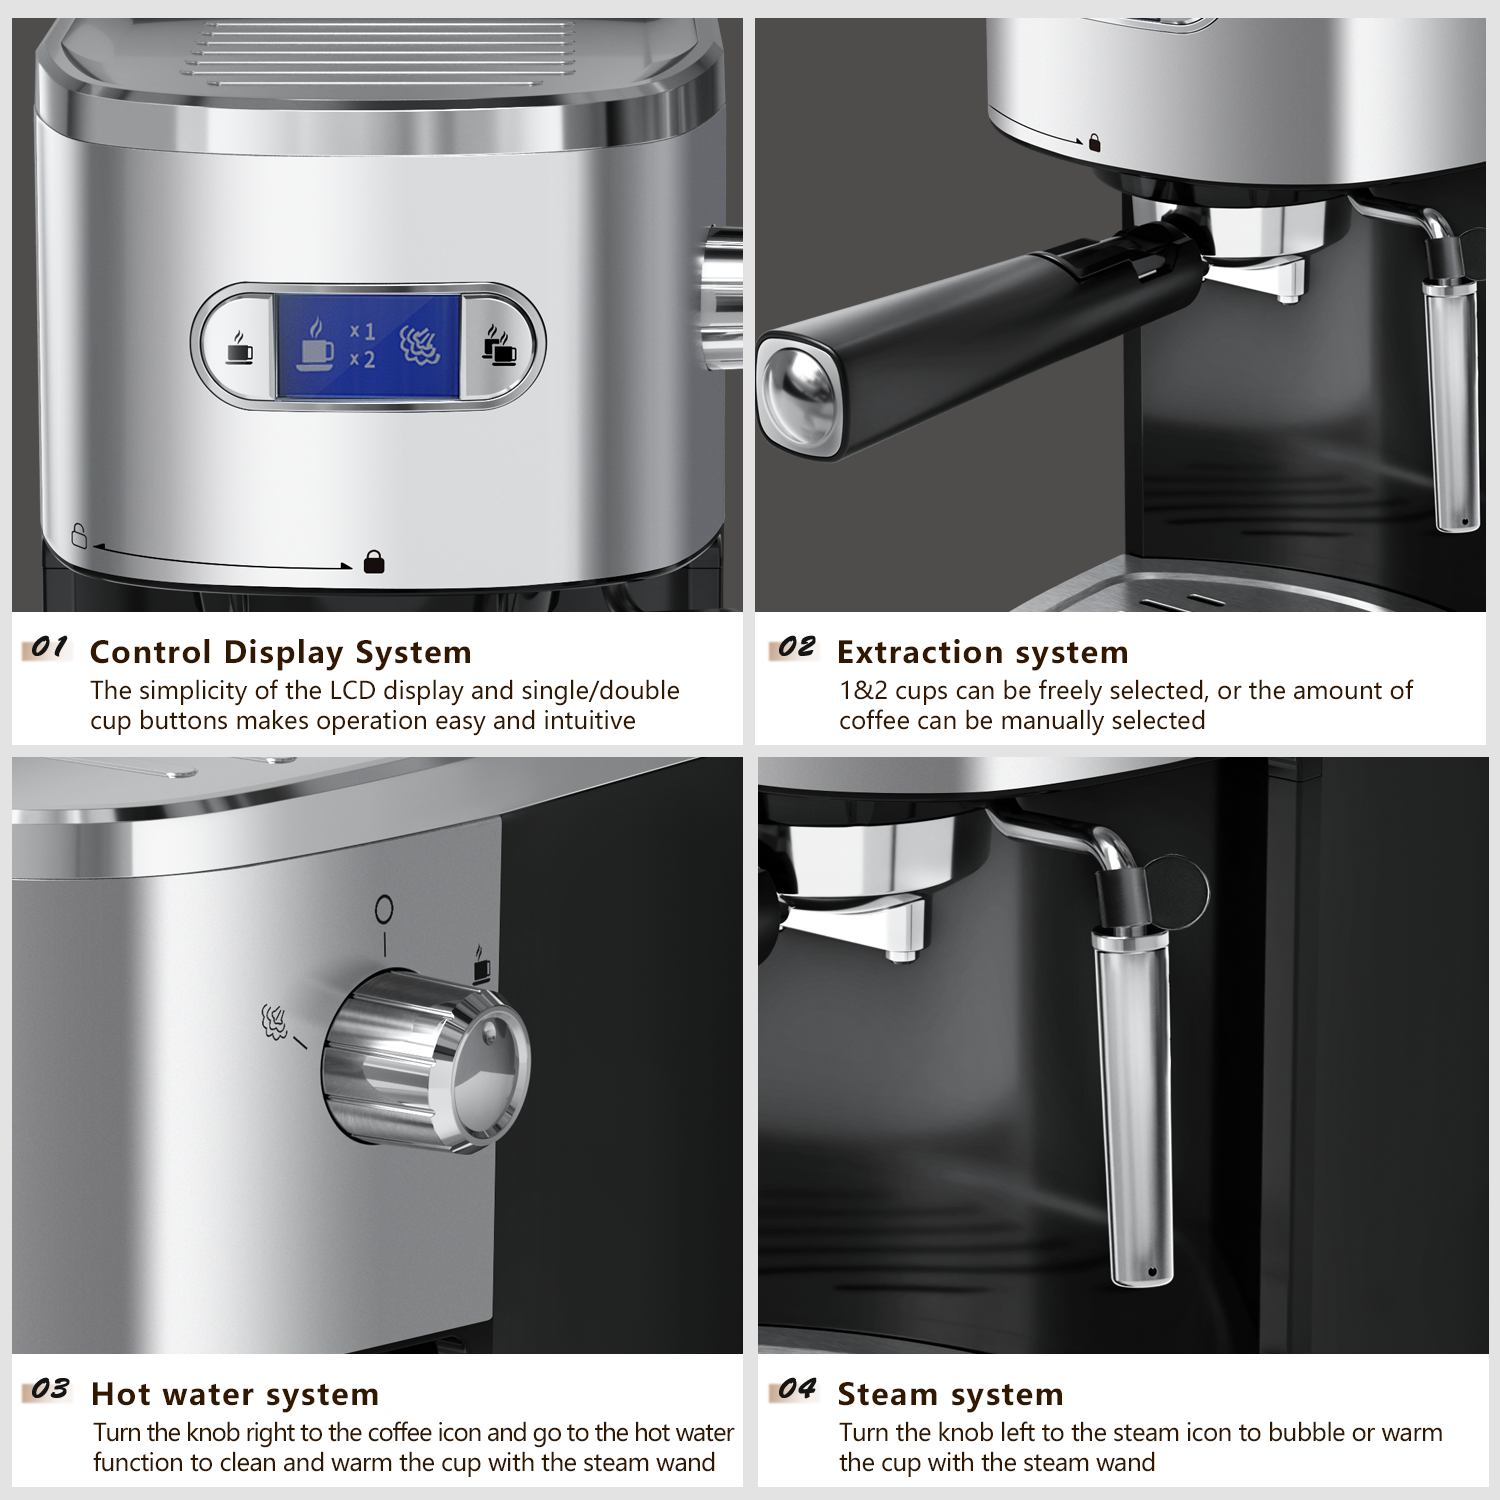 x 1
x 2
01 Control Display System
The simplicity of the LCD display and single/double
cup buttons makes operation easy and intuitive
02 Extraction system
1&2 cups can be freely selected, or the amount of
coffee can be manually selected
03 Hot water system
Turn the knob right to the coffee icon and go to the hot water
function to clean and warm the cup with the steam wand
04 Steam system
Turn the knob left to the steam icon to bubble or warm
the cup with the steam wand